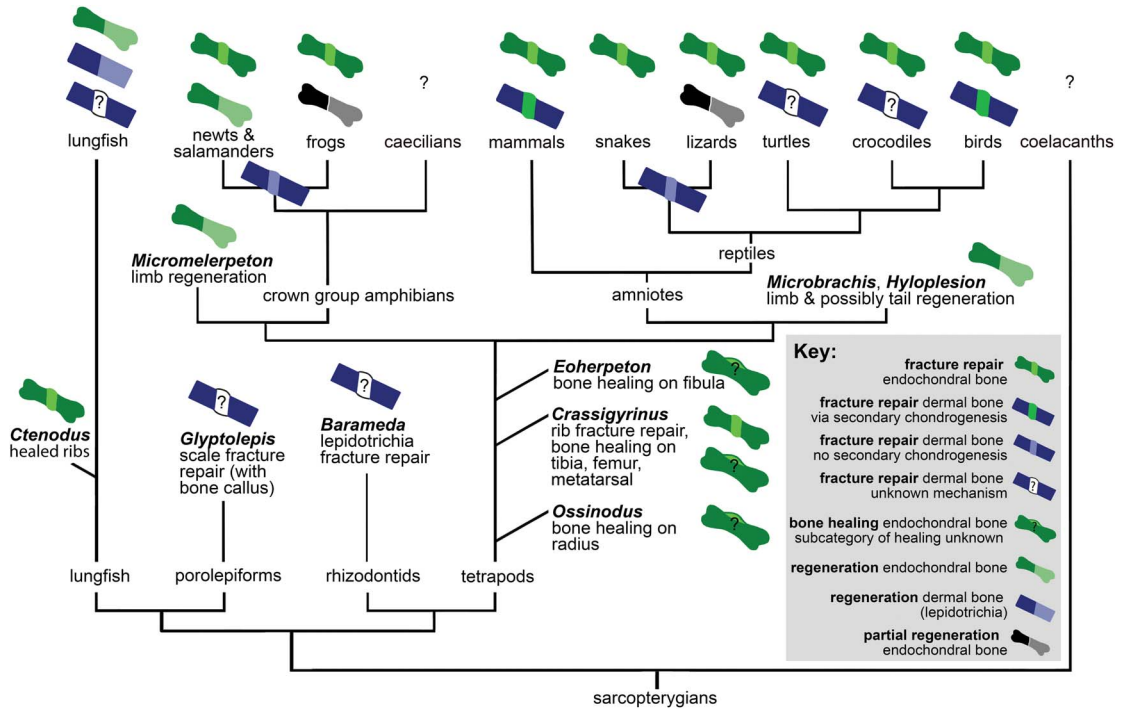 ?
?
?
?
?
lungfish
newts &
salamanders
frogs
caecilians
mammals
snakes
lizards
turtles
crocodiles
birds
coelacanths
Micromelerpeton
limb regeneration
crown group amphibians
reptiles
amniotes
Microbrachis, Hyloplesion
limb & possibly tail regeneration
Ctenodus
healed ribs
?
Glyptolepis
scale fracture
repair (with
bone callus)
?
Barameda
lepidotrichia
fracture repair
Eoherpeton
bone healing on fibula
?
Crassigyrinus
rib fracture repair,
bone healing on
tibia, femur,
metatarsal
?
Ossinodus
bone healing on
radius
?
Key:
fracture repair
endochondral bone
fracture repair dermal bone
via secondary chondrogenesis
fracture repair dermal bone
no secondary chondrogenesis
fracture repair dermal bone
unknown mechanism
?
bone healing endochondral bone
subcategory of healing unknown
?
regeneration endochondral bone
regeneration dermal bone
(lepidotrichia)
partial regeneration
endochondral bone
lungfish
porolepiforms
rhizodontids
tetrapods
sarcopterygians